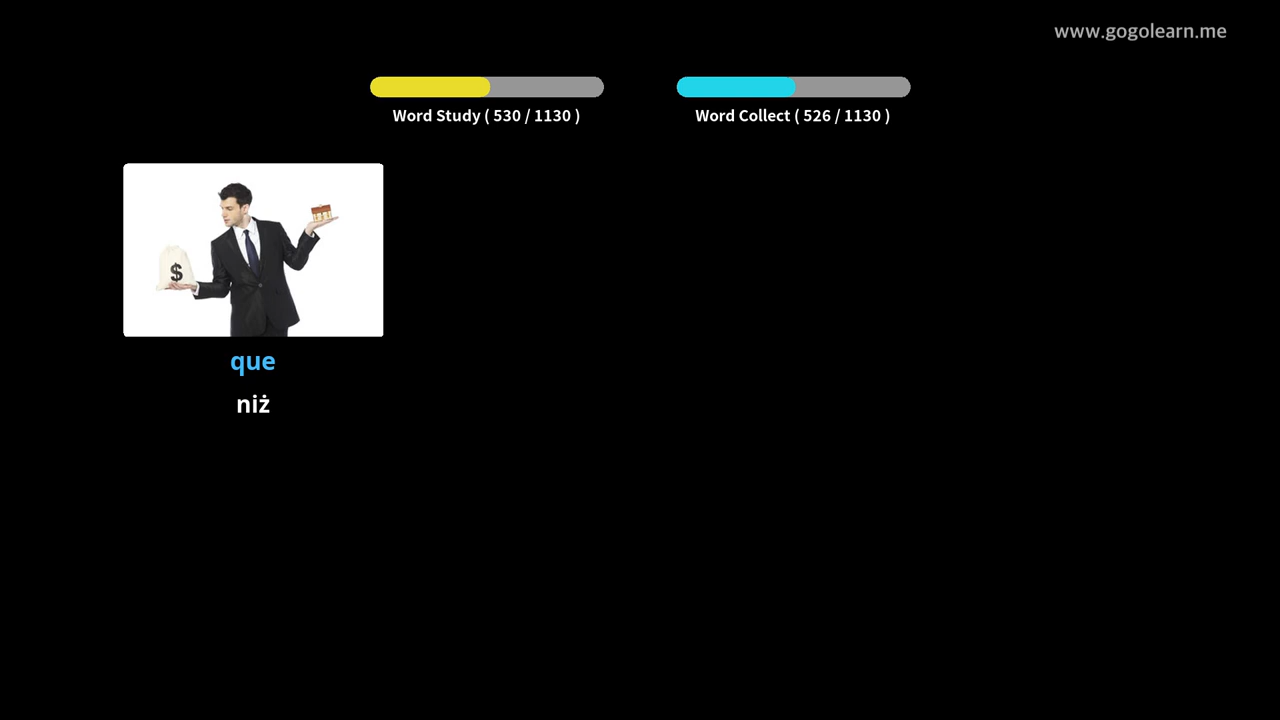 www.gogolearn.me
Word Study ( 530 / 1130 )
Word Collect ( 526 / 1130 )
$
que
niż